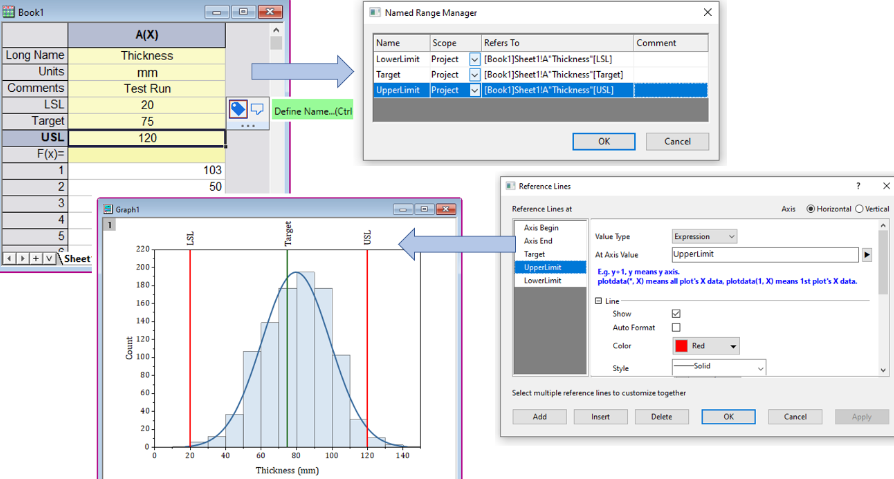 Book1
A(X)
Long Name Thickness
Units mm
Comments Test Run
LSL 20
Target 75
USL 120
F(x)=
1 103
2 50
3
4
5
Sheet1
Define Name...(Ctrl
Named Range Manager
Name Scope Refers To Comment
LowerLimit Project [Book1]Sheet1!A"Thickness"[LSL]
Target Project [Book1]Sheet1!A"Thickness"[Target]
UpperLimit Project [Book1]Sheet1!A"Thickness"[USL]
OK Cancel
Graph1
1
LSL Target USL
220
200
180
160
140
120
100
80
60
40
20
0
Count
0 20 40 60 80 100 120 140
Thickness (mm)
Reference Lines
?
Reference Lines at
Axis Horizontal Vertical
Axis Begin
Axis End
Target
UpperLimit
LowerLimit
Value Type Expression
At Axis Value UpperLimit
E.g. y=1, y means y axis.
plotdata(*, X) means all plot's X data, plotdata(1, X) means 1st plot's X data.
Line
Show
Auto Format
Color Red
Style Solid
Select multiple reference lines to customize together
Add Insert Delete OK Cancel Apply